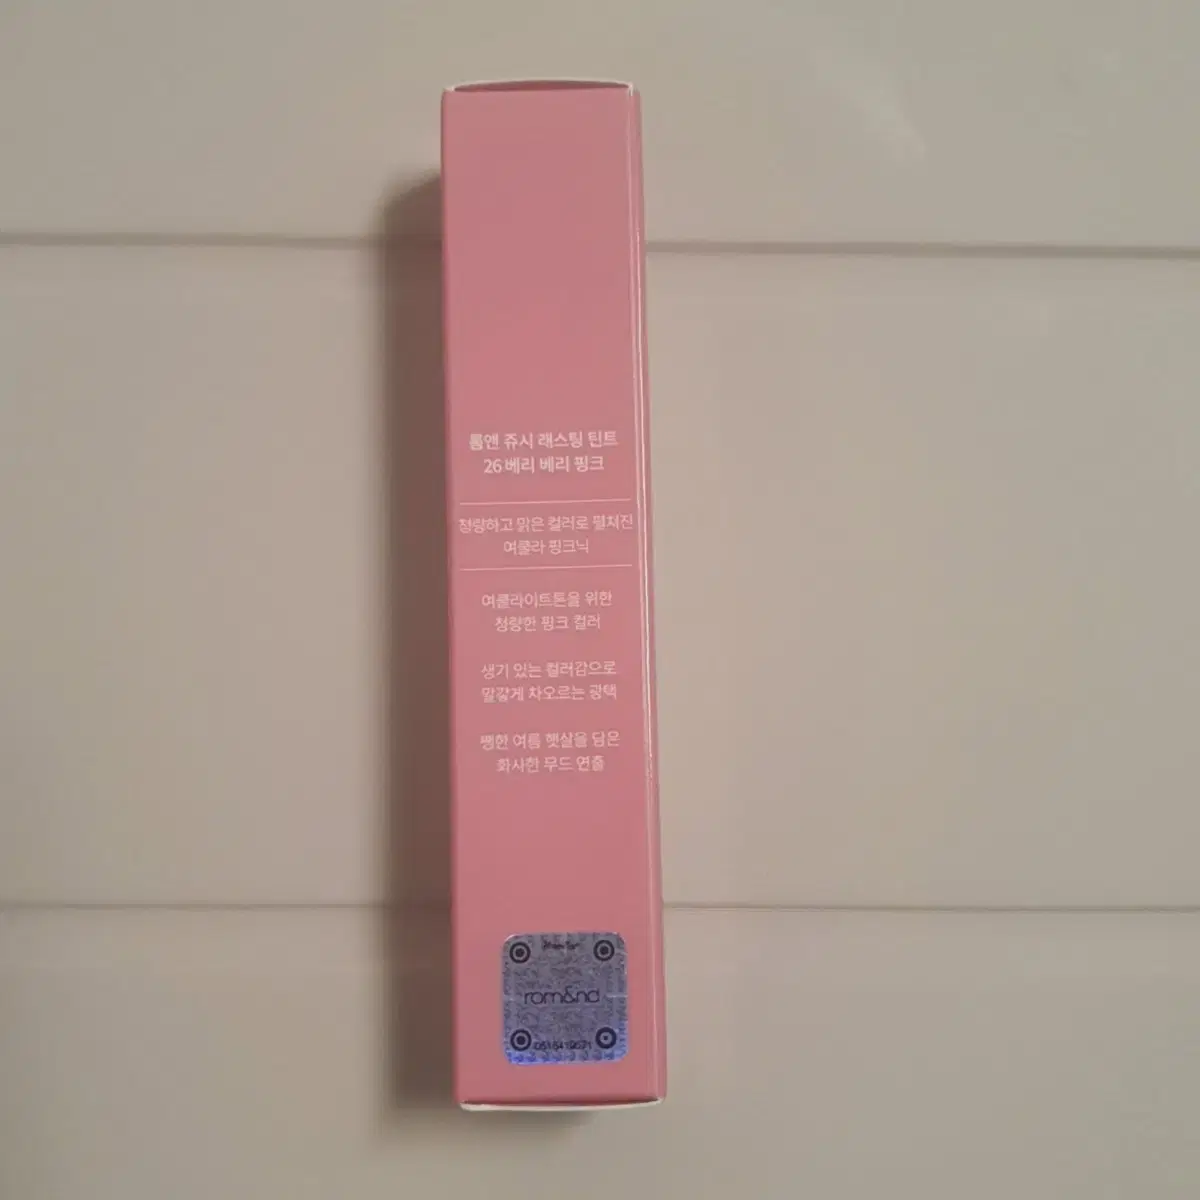 롬앤 쥬시 래스팅 틴트
26 베리 베리 핑크
청량하고 맑은 컬러로 펼쳐진
여쿨라 핑크닉
여쿨라이트톤을 위한
청량한 핑크 컬러
생기 있는 컬러감으로
말갛게 차오르는 광택
쨍한 여름 햇살을 담은
화사한 무드 연출
rom&nd